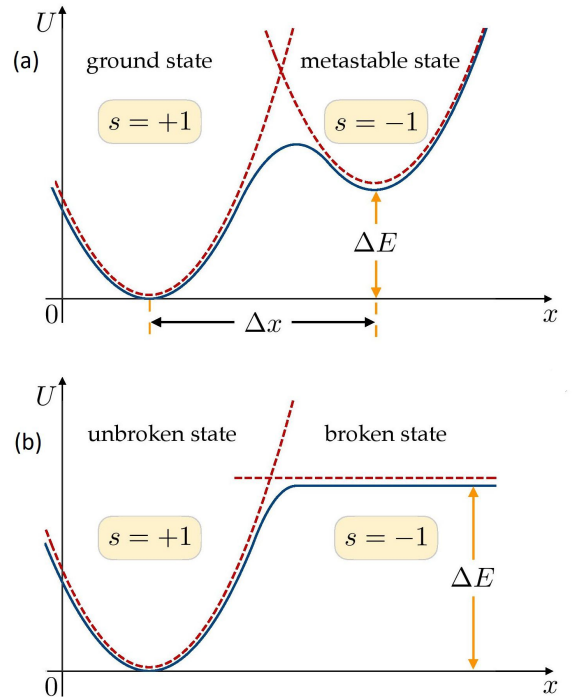 U
(a)
ground state
metastable state
s = +1
s = −1
ΔE
0
Δx
x
U
(b)
unbroken state
broken state
s = +1
s = −1
ΔE
0
x